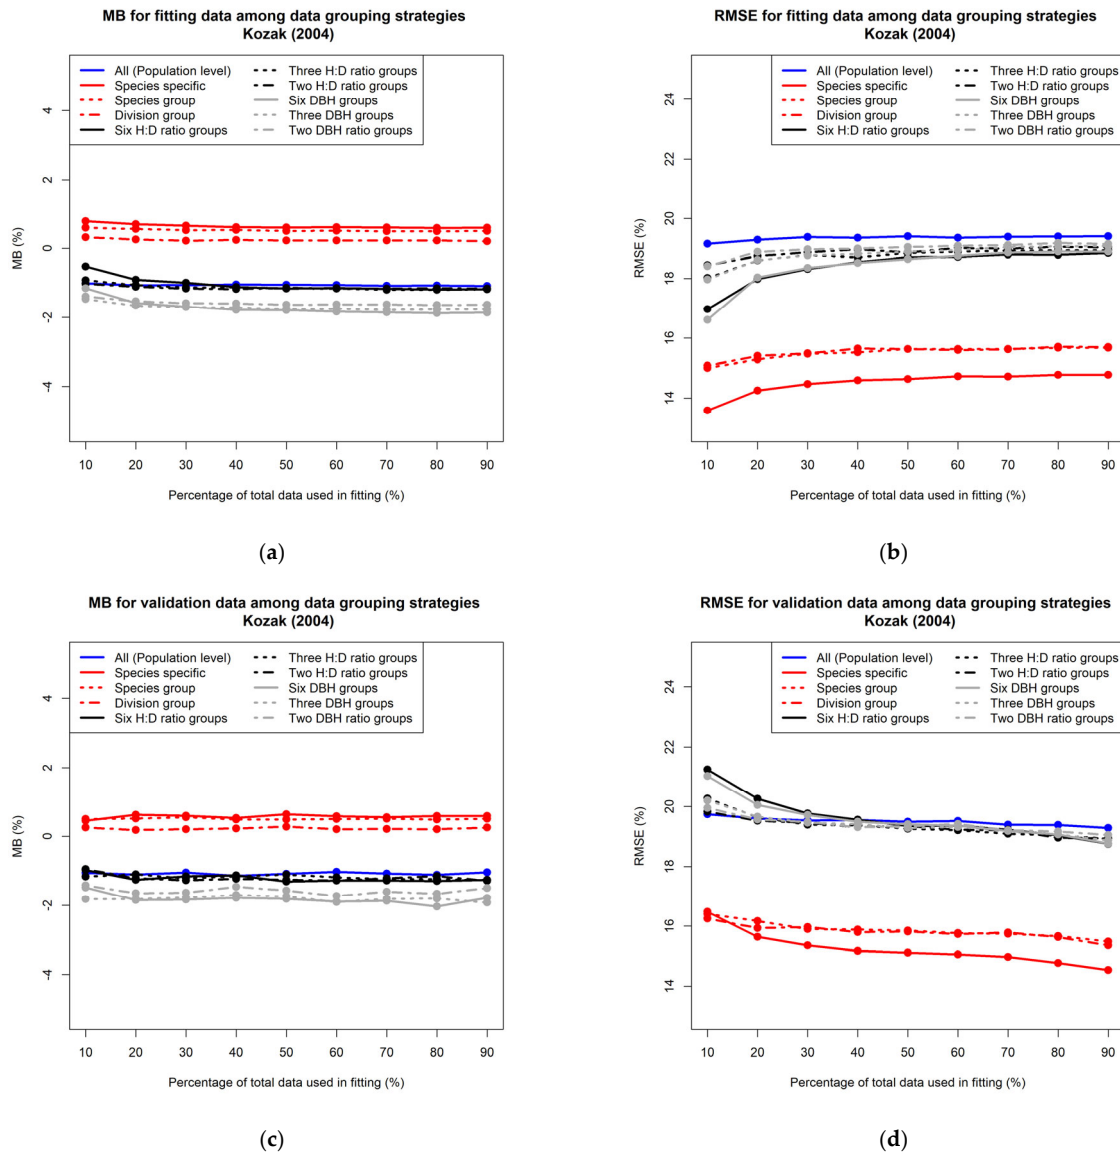 MB for fitting data among data grouping strategies
Kozak (2004)
All (Population level)
Species specific
Species group
Division group
Six H:D ratio groups
Three H:D ratio groups
Two H:D ratio groups
Six DBH groups
Three DBH groups
Two DBH ratio groups
MB (%)
4
2
0
-2
-4
10 20 30 40 50 60 70 80 90
Percentage of total data used in fitting (%)
(a)
RMSE for fitting data among data grouping strategies
Kozak (2004)
All (Population level)
Species specific
Species group
Division group
Six H:D ratio groups
Three H:D ratio groups
Two H:D ratio groups
Six DBH groups
Three DBH groups
Two DBH ratio groups
RMSE (%)
24
22
20
18
16
14
10 20 30 40 50 60 70 80 90
Percentage of total data used in fitting (%)
(b)
MB for validation data among data grouping strategies
Kozak (2004)
All (Population level)
Species specific
Species group
Division group
Six H:D ratio groups
Three H:D ratio groups
Two H:D ratio groups
Six DBH groups
Three DBH groups
Two DBH ratio groups
MB (%)
4
2
0
-2
-4
10 20 30 40 50 60 70 80 90
Percentage of total data used in fitting (%)
(c)
RMSE for validation data among data grouping strategies
Kozak (2004)
All (Population level)
Species specific
Species group
Division group
Six H:D ratio groups
Three H:D ratio groups
Two H:D ratio groups
Six DBH groups
Three DBH groups
Two DBH ratio groups
RMSE (%)
24
22
20
18
16
14
10 20 30 40 50 60 70 80 90
Percentage of total data used in fitting (%)
(d)